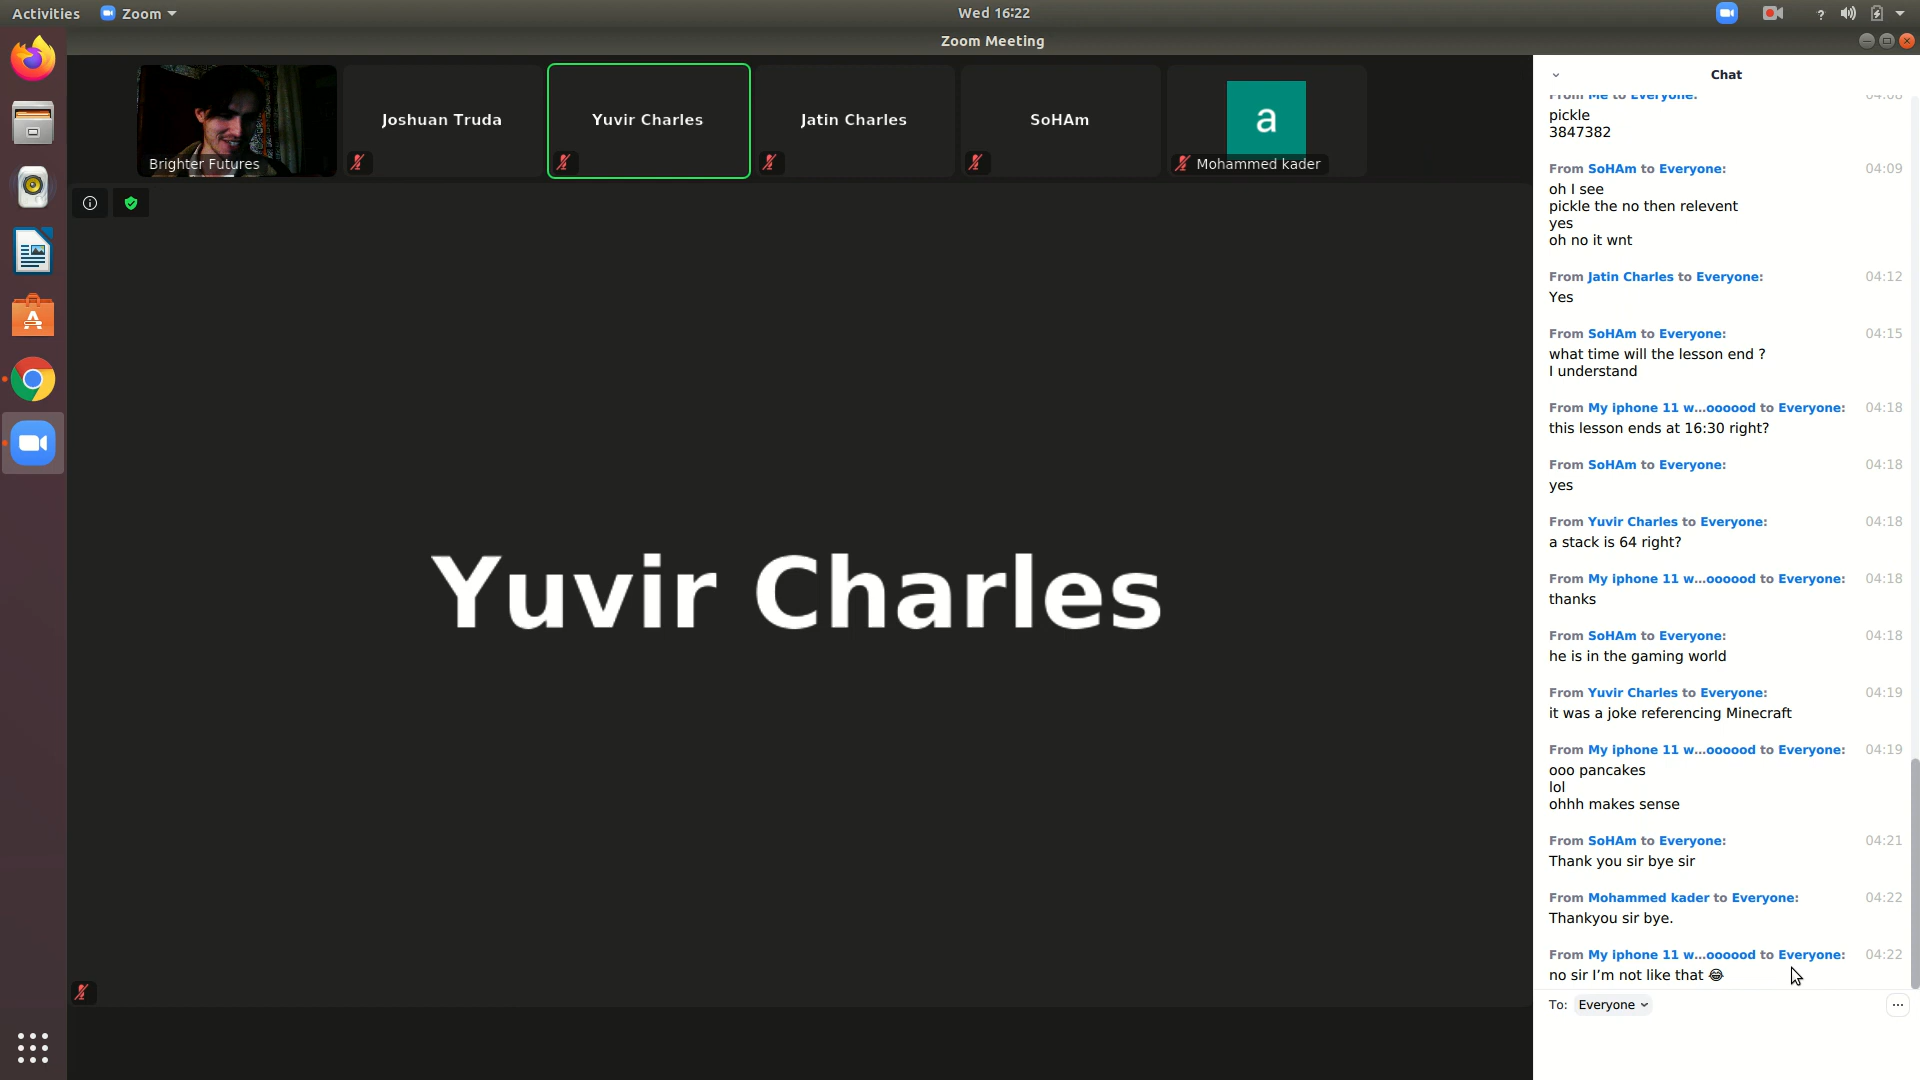 Activities
Zoom
Wed 16:22
?
Zoom Meeting
Brighter Futures
Joshuan Truda
Yuvir Charles
Jatin Charles
SoHAm
a
Mohammed kader
Yuvir Charles
Chat
From Me to Everyone: 04:08
pickle
3847382
From SoHAm to Everyone: 04:09
oh I see
pickle the no then relevent
yes
oh no it wnt
From Jatin Charles to Everyone: 04:12
Yes
From SoHAm to Everyone: 04:15
what time will the lesson end ?
I understand
From My iphone 11 w...oooood to Everyone: 04:18
this lesson ends at 16:30 right?
From SoHAm to Everyone: 04:18
yes
From Yuvir Charles to Everyone: 04:18
a stack is 64 right?
From My iphone 11 w...oooood to Everyone: 04:18
thanks
From SoHAm to Everyone: 04:18
he is in the gaming world
From Yuvir Charles to Everyone: 04:19
it was a joke referencing Minecraft
From My iphone 11 w...oooood to Everyone: 04:19
ooo pancakes
lol
ohhh makes sense
From SoHAm to Everyone: 04:21
Thank you sir bye sir
From Mohammed kader to Everyone: 04:22
Thankyou sir bye.
From My iphone 11 w...oooood to Everyone: 04:22
no sir I’m not like that 😂
To: Everyone